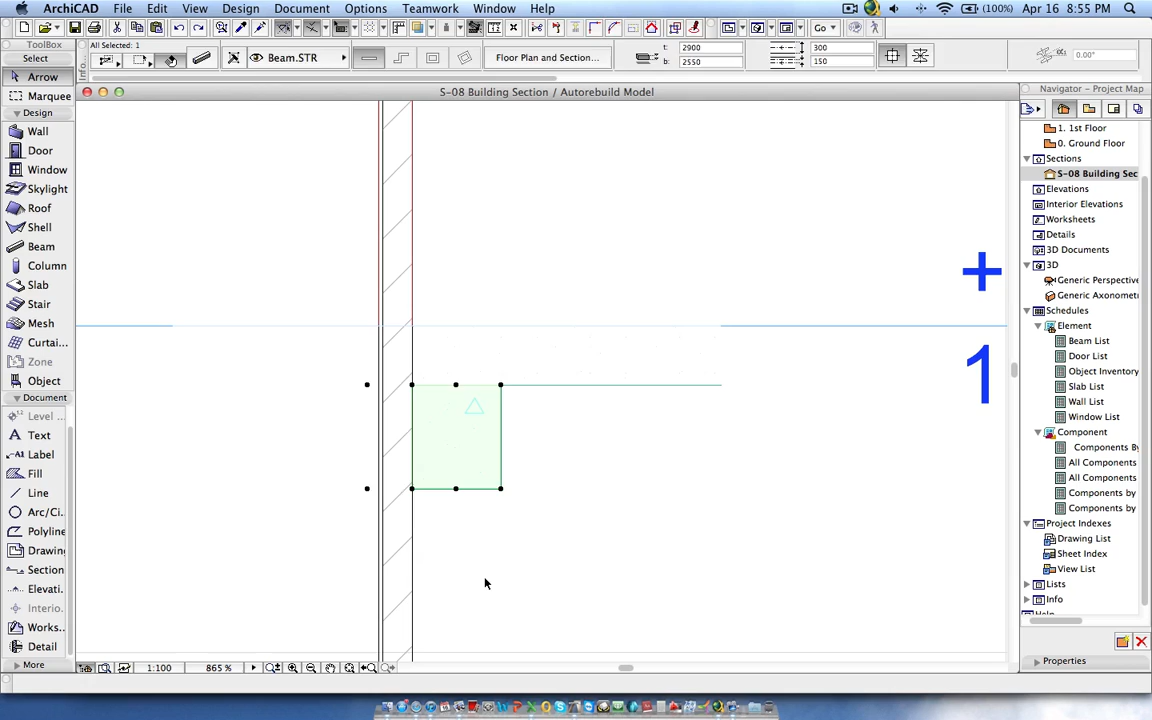 ArchiCAD File Edit View Design Document Options Teamwork Window Help (100%) Apr 16 8:55 PM
ToolBox
Select
Arrow
Marquee
Design
Wall
Door
Window
Skylight
Roof
Shell
Beam
Column
Slab
Stair
Mesh
Curtai...
Zone
Object
Document
Level ...
Text
Label
Fill
Line
Arc/Ci...
Polyline
Drawing
Section
Elevati...
Interio...
Works...
Detail
More
Go
All Selected: 1
Beam.STR
Floor Plan and Section...
t: 2900
b: 2550
300
150
0.00°
S-08 Building Section / Autorebuild Model
+
1
1:100 865 %
Navigator - Project Map
1. 1st Floor
0. Ground Floor
Sections
S-08 Building Sec
Elevations
Interior Elevations
Worksheets
Details
3D Documents
3D
Generic Perspective
Generic Axonomet
Schedules
Element
Beam List
Door List
Object Inventory
Slab List
Wall List
Window List
Component
Components By
All Components
All Components
Components by
Components by
Project Indexes
Drawing List
Sheet Index
View List
Lists
Info
Help
Properties